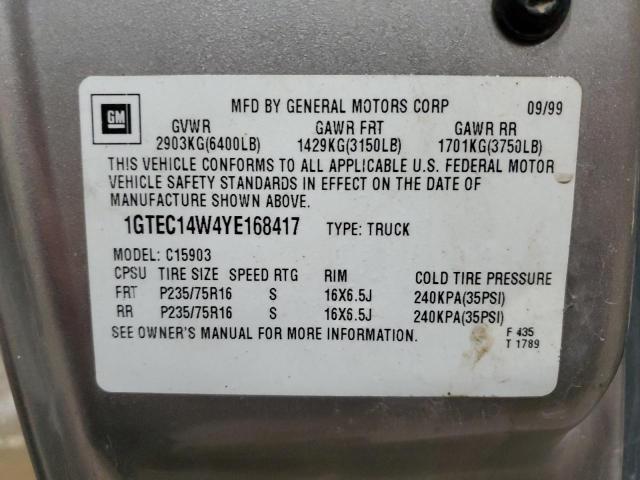 GM
MFD BY GENERAL MOTORS CORP 09/99
GVWR GAWR FRT GAWR RR
2903KG(6400LB) 1429KG(3150LB) 1701KG(3750LB)
THIS VEHICLE CONFORMS TO ALL APPLICABLE U.S. FEDERAL MOTOR
VEHICLE SAFETY STANDARDS IN EFFECT ON THE DATE OF
MANUFACTURE SHOWN ABOVE.
1GTEC14W4YE168417 TYPE: TRUCK
MODEL: C15903
CPSU TIRE SIZE SPEED RTG RIM COLD TIRE PRESSURE
FRT P235/75R16 S 16X6.5J 240KPA(35PSI)
RR P235/75R16 S 16X6.5J 240KPA(35PSI)
SEE OWNER'S MANUAL FOR MORE INFORMATION.
F 435
T 1789